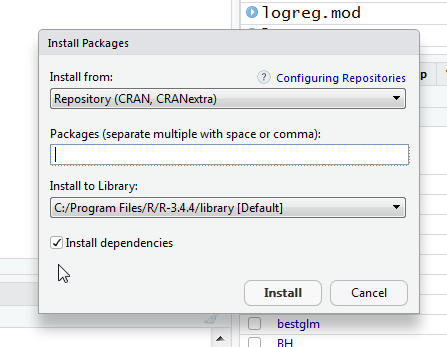 logreg.mod
Install Packages
Install from:
? Configuring Repositories
Repository (CRAN, CRANextra)
Packages (separate multiple with space or comma):
Install to Library:
C:/Program Files/R/R-3.4.4/library [Default]
Install dependencies
Install
Cancel
bestglm
BH